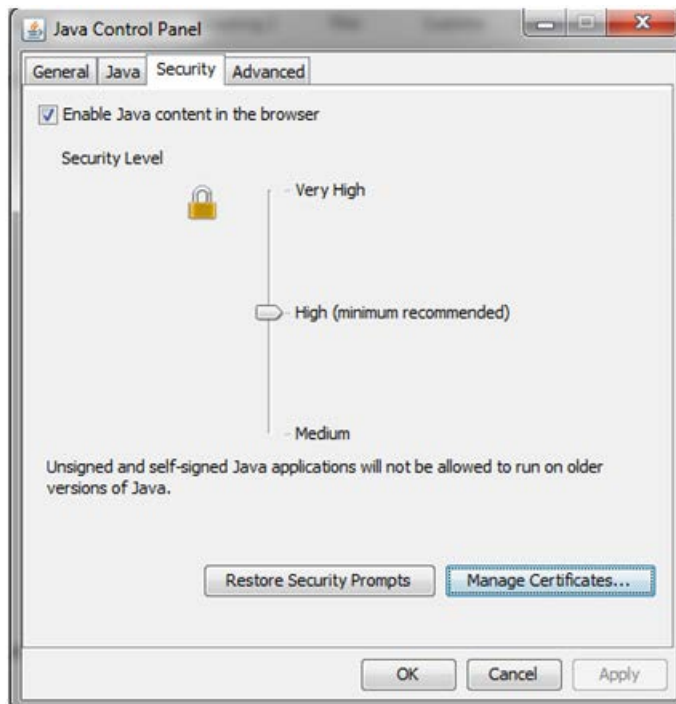 Java Control Panel
General
Java
Security
Advanced
Enable Java content in the browser
Security Level
Very High
High (minimum recommended)
Medium
Unsigned and self-signed Java applications will not be allowed to run on older
versions of Java.
Restore Security Prompts
Manage Certificates...
OK
Cancel
Apply